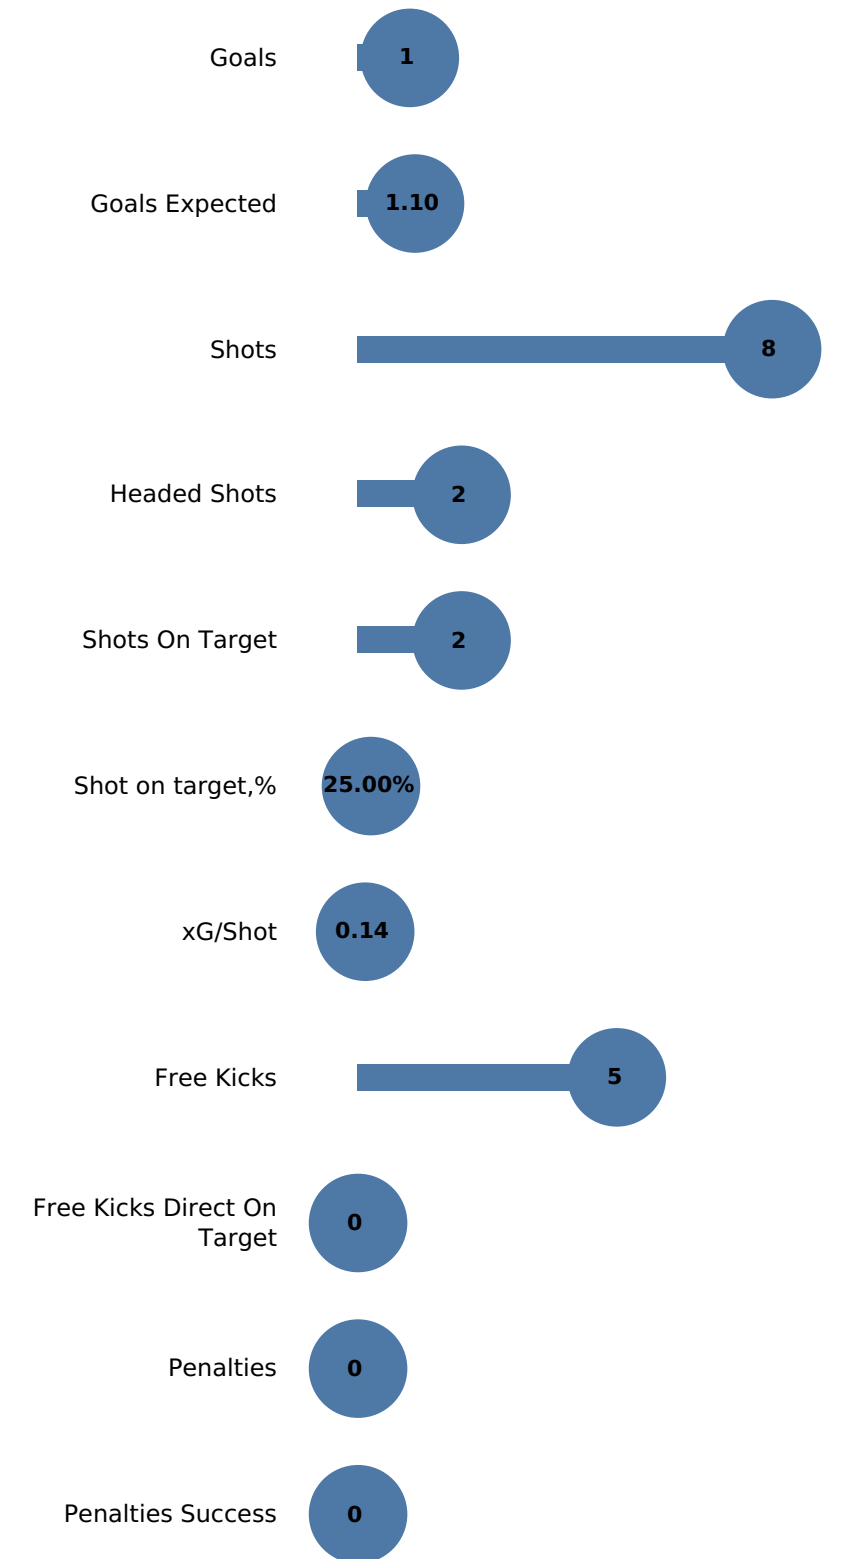 Goals
1
Goals Expected
1.10
Shots
8
Headed Shots
2
Shots On Target
2
Shot on target,%
25.00%
xG/Shot
0.14
Free Kicks
5
Free Kicks Direct On
Target
0
Penalties
0
Penalties Success
0